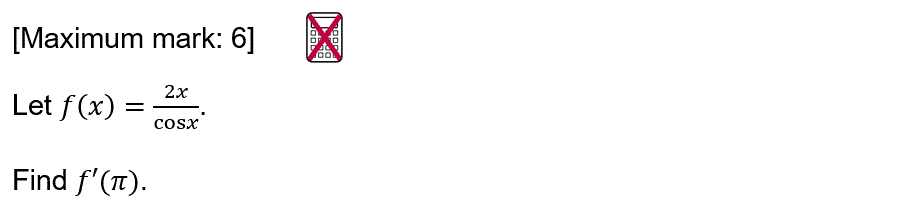 [Maximum mark: 6]
Let f(x) = 2x/cosx.
Find f′(π).